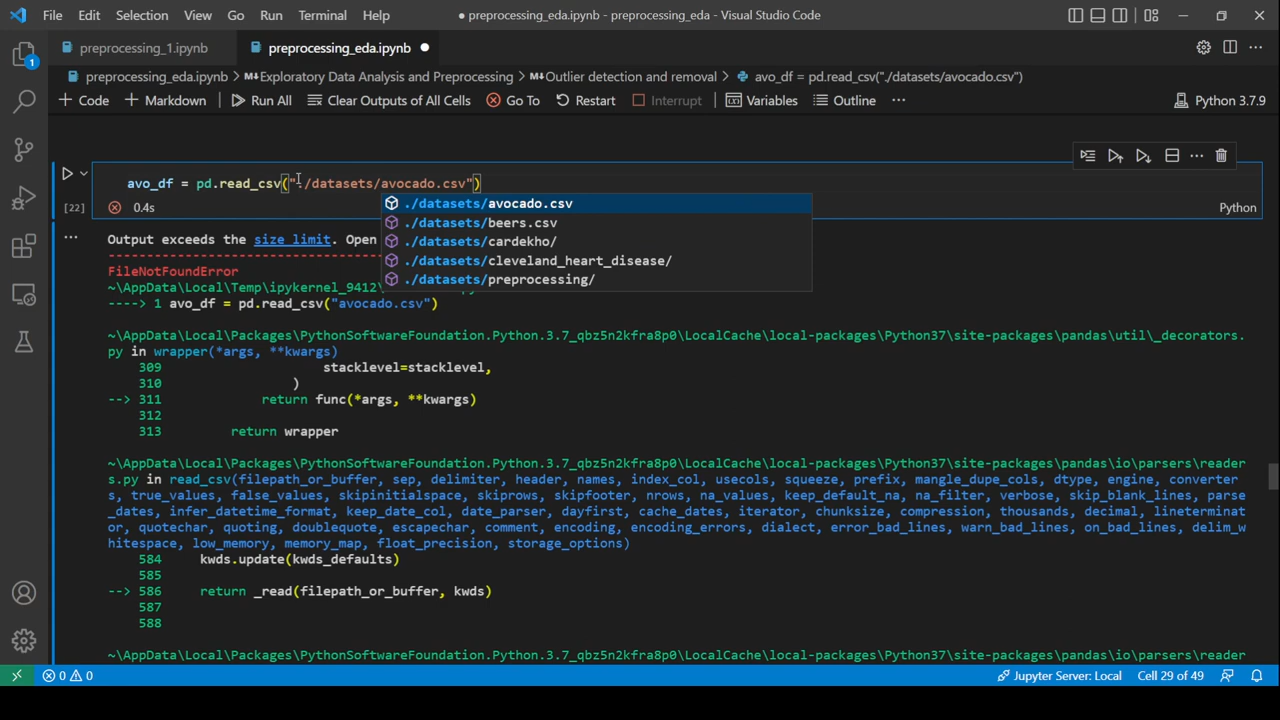 File Edit Selection View Go Run Terminal Help ● preprocessing_eda.ipynb - preprocessing_eda - Visual Studio Code
preprocessing_1.ipynb preprocessing_eda.ipynb ●
preprocessing_eda.ipynb > M↓Exploratory Data Analysis and Preprocessing > M↓Outlier detection and removal > avo_df = pd.read_csv("./datasets/avocado.csv")
+ Code + Markdown Run All Clear Outputs of All Cells Go To Restart Interrupt Variables Outline ··· Python 3.7.9
avo_df = pd.read_csv("./datasets/avocado.csv")
[22] 0.4s Python
./datasets/avocado.csv
./datasets/beers.csv
./datasets/cardekho/
./datasets/cleveland_heart_disease/
./datasets/preprocessing/
Output exceeds the size limit. Open
FileNotFoundError
~\AppData\Local\Temp\ipykernel_9412\
----> 1 avo_df = pd.read_csv("avocado.csv")
~\AppData\Local\Packages\PythonSoftwareFoundation.Python.3.7_qbz5n2kfra8p0\LocalCache\local-packages\Python37\site-packages\pandas\util\_decorators.
py in wrapper(*args, **kwargs)
309 stacklevel=stacklevel,
310 )
--> 311 return func(*args, **kwargs)
312
313 return wrapper
~\AppData\Local\Packages\PythonSoftwareFoundation.Python.3.7_qbz5n2kfra8p0\LocalCache\local-packages\Python37\site-packages\pandas\io\parsers\reader
s.py in read_csv(filepath_or_buffer, sep, delimiter, header, names, index_col, usecols, squeeze, prefix, mangle_dupe_cols, dtype, engine, converter
s, true_values, false_values, skipinitialspace, skiprows, skipfooter, nrows, na_values, keep_default_na, na_filter, verbose, skip_blank_lines, parse
_dates, infer_datetime_format, keep_date_col, date_parser, dayfirst, cache_dates, iterator, chunksize, compression, thousands, decimal, lineterminat
or, quotechar, quoting, doublequote, escapechar, comment, encoding, encoding_errors, dialect, error_bad_lines, warn_bad_lines, on_bad_lines, delim_w
hitespace, low_memory, memory_map, float_precision, storage_options)
584 kwds.update(kwds_defaults)
585
--> 586 return _read(filepath_or_buffer, kwds)
587
588
~\AppData\Local\Packages\PythonSoftwareFoundation.Python.3.7_qbz5n2kfra8p0\LocalCache\local-packages\Python37\site-packages\pandas\io\parsers\reader
0 0 Jupyter Server: Local Cell 29 of 49